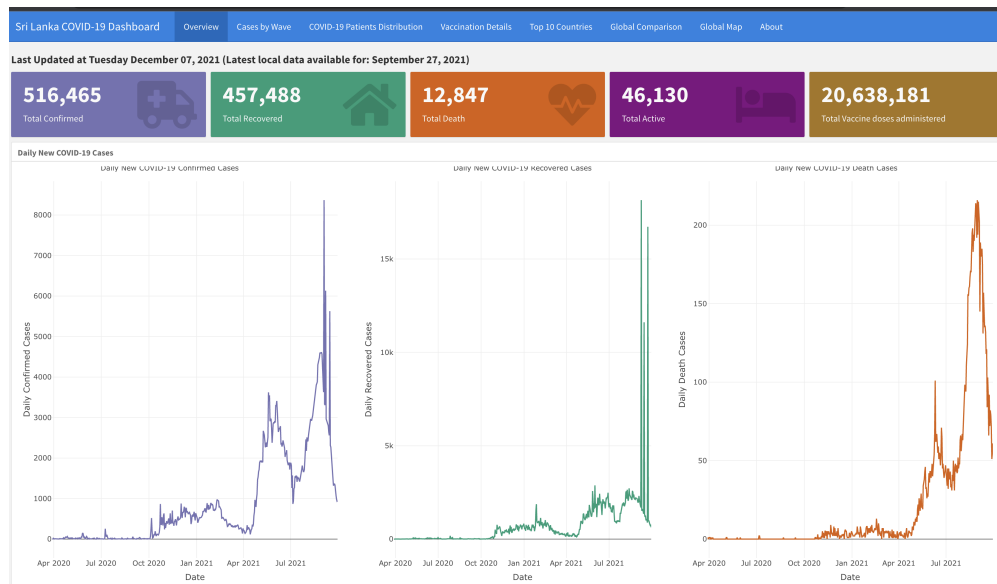 Sri Lanka COVID-19 Dashboard Overview Cases by Wave COVID-19 Patients Distribution Vaccination Details Top 10 Countries Global Comparison Global Map About
Last Updated at Tuesday December 07, 2021 (Latest local data available for: September 27, 2021)
516,465 457,488 12,847 46,130 20,638,181
Total Confirmed Total Recovered Total Death Total Active Total Vaccine doses administered
Daily New COVID-19 Cases
Daily New COVID-19 Confirmed Cases
8000
7000
6000
5000
4000
3000
2000
1000
0
Daily Confirmed Cases
Apr 2020 Jul 2020 Oct 2020 Jan 2021 Apr 2021 Jul 2021
Date
Daily New COVID-19 Recovered Cases
15k
10k
5k
0
Daily Recovered Cases
Apr 2020 Jul 2020 Oct 2020 Jan 2021 Apr 2021 Jul 2021
Date
Daily New COVID-19 Death Cases
200
150
100
50
0
Daily Death Cases
Apr 2020 Jul 2020 Oct 2020 Jan 2021 Apr 2021 Jul 2021
Date